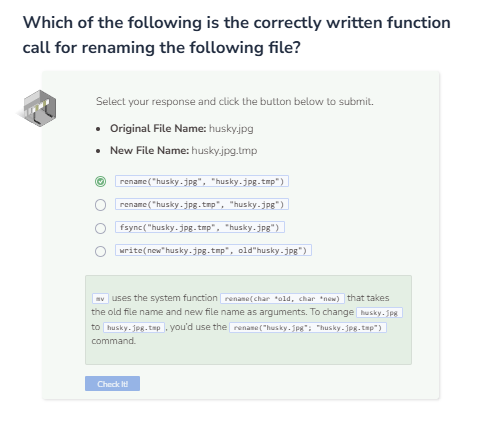 Which of the following is the correctly written function
call for renaming the following file?
Select your response and click the button below to submit.
• Original File Name: husky.jpg
• New File Name: husky.jpg.tmp
rename("husky.jpg", "husky.jpg.tmp")
rename("husky.jpg.tmp", "husky.jpg")
fsync("husky.jpg.tmp", "husky.jpg")
write(new"husky.jpg.tmp", old"husky.jpg")
mv uses the system function rename(char *old, char *new) that takes
the old file name and new file name as arguments. To change husky.jpg
to husky.jpg.tmp, you'd use the rename("husky.jpg"; "husky.jpg.tmp")
command.
Check It!